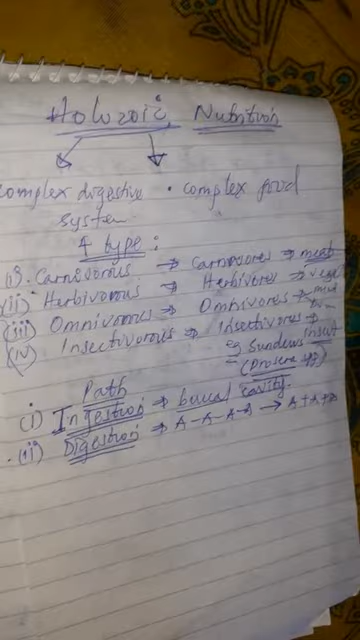 Holozoic Nutrition
complex digestive • complex food
system
4 type :
(i). Carnivorous → Carnivores → meat
(ii) Herbivorous → Herbivores →
(iii) Omnivorous → Omnivores →
(iv) Insectivorous → Insectivores →
insect
eg Sundews
Path
(i) Ingestion → buccal cavity.
(ii) Digestion → A-A-A-A → A+A+A